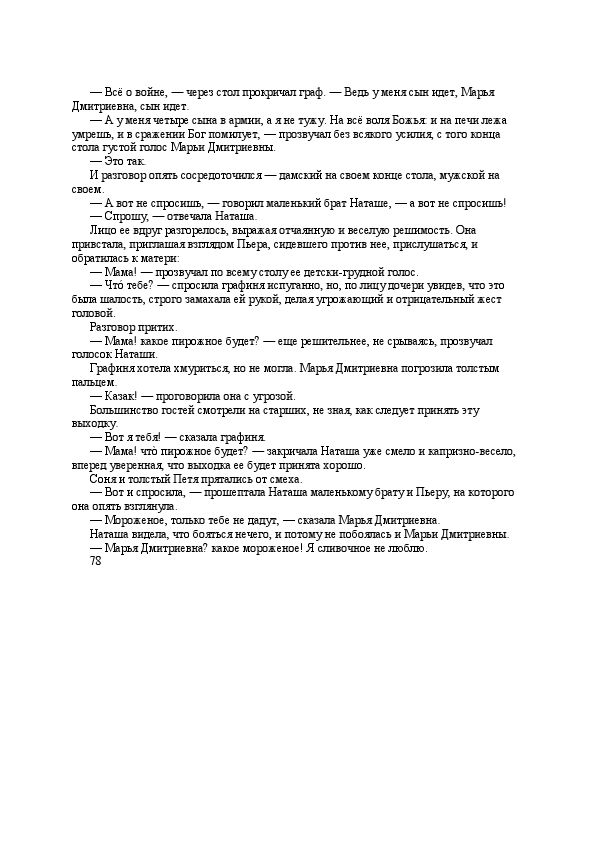 — Всё о войне, — через стол прокричал граф. — Ведь у меня сын идет, Марья
Дмитриевна, сын идет.
— А у меня четыре сына в армии, а я не тужу. На всё воля Божья: и на печи лежа
умрешь, и в сражении Бог помилует, — прозвучал без всякого усилия, с того конца
стола густой голос Марьи Дмитриевны.
— Это так.
И разговор опять сосредоточился — дамский на своем конце стола, мужской на
своем.
— А вот не спросишь, — говорил маленький брат Наташе, — а вот не спросишь!
— Спрошу, — отвечала Наташа.
Лицо ее вдруг разгорелось, выражая отчаянную и веселую решимость. Она
привстала, приглашая взглядом Пьера, сидевшего против нее, прислушаться, и
обратилась к матери:
— Мама! — прозвучал по всему столу ее детски-грудной голос.
— Чтó тебе? — спросила графиня испуганно, но, по лицу дочери увидев, что это
была шалость, строго замахала ей рукой, делая угрожающий и отрицательный жест
головой.
Разговор притих.
— Мама! какое пирожное будет? — еще решительнее, не срываясь, прозвучал
голосок Наташи.
Графиня хотела хмуриться, но не могла. Марья Дмитриевна погрозила толстым
пальцем.
— Казак! — проговорила она с угрозой.
Большинство гостей смотрели на старших, не зная, как следует принять эту
выходку.
— Вот я тебя! — сказала графиня.
— Мама! чтò пирожное будет? — закричала Наташа уже смело и капризно-весело,
вперед уверенная, что выходка ее будет принята хорошо.
Соня и толстый Петя прятались от смеха.
— Вот и спросила, — прошептала Наташа маленькому брату и Пьеру, на которого
она опять взглянула.
— Мороженое, только тебе не дадут, — сказала Марья Дмитриевна.
Наташа видела, что бояться нечего, и потому не побоялась и Марьи Дмитриевны.
— Марья Дмитриевна? какое мороженое! Я сливочное не люблю.
78